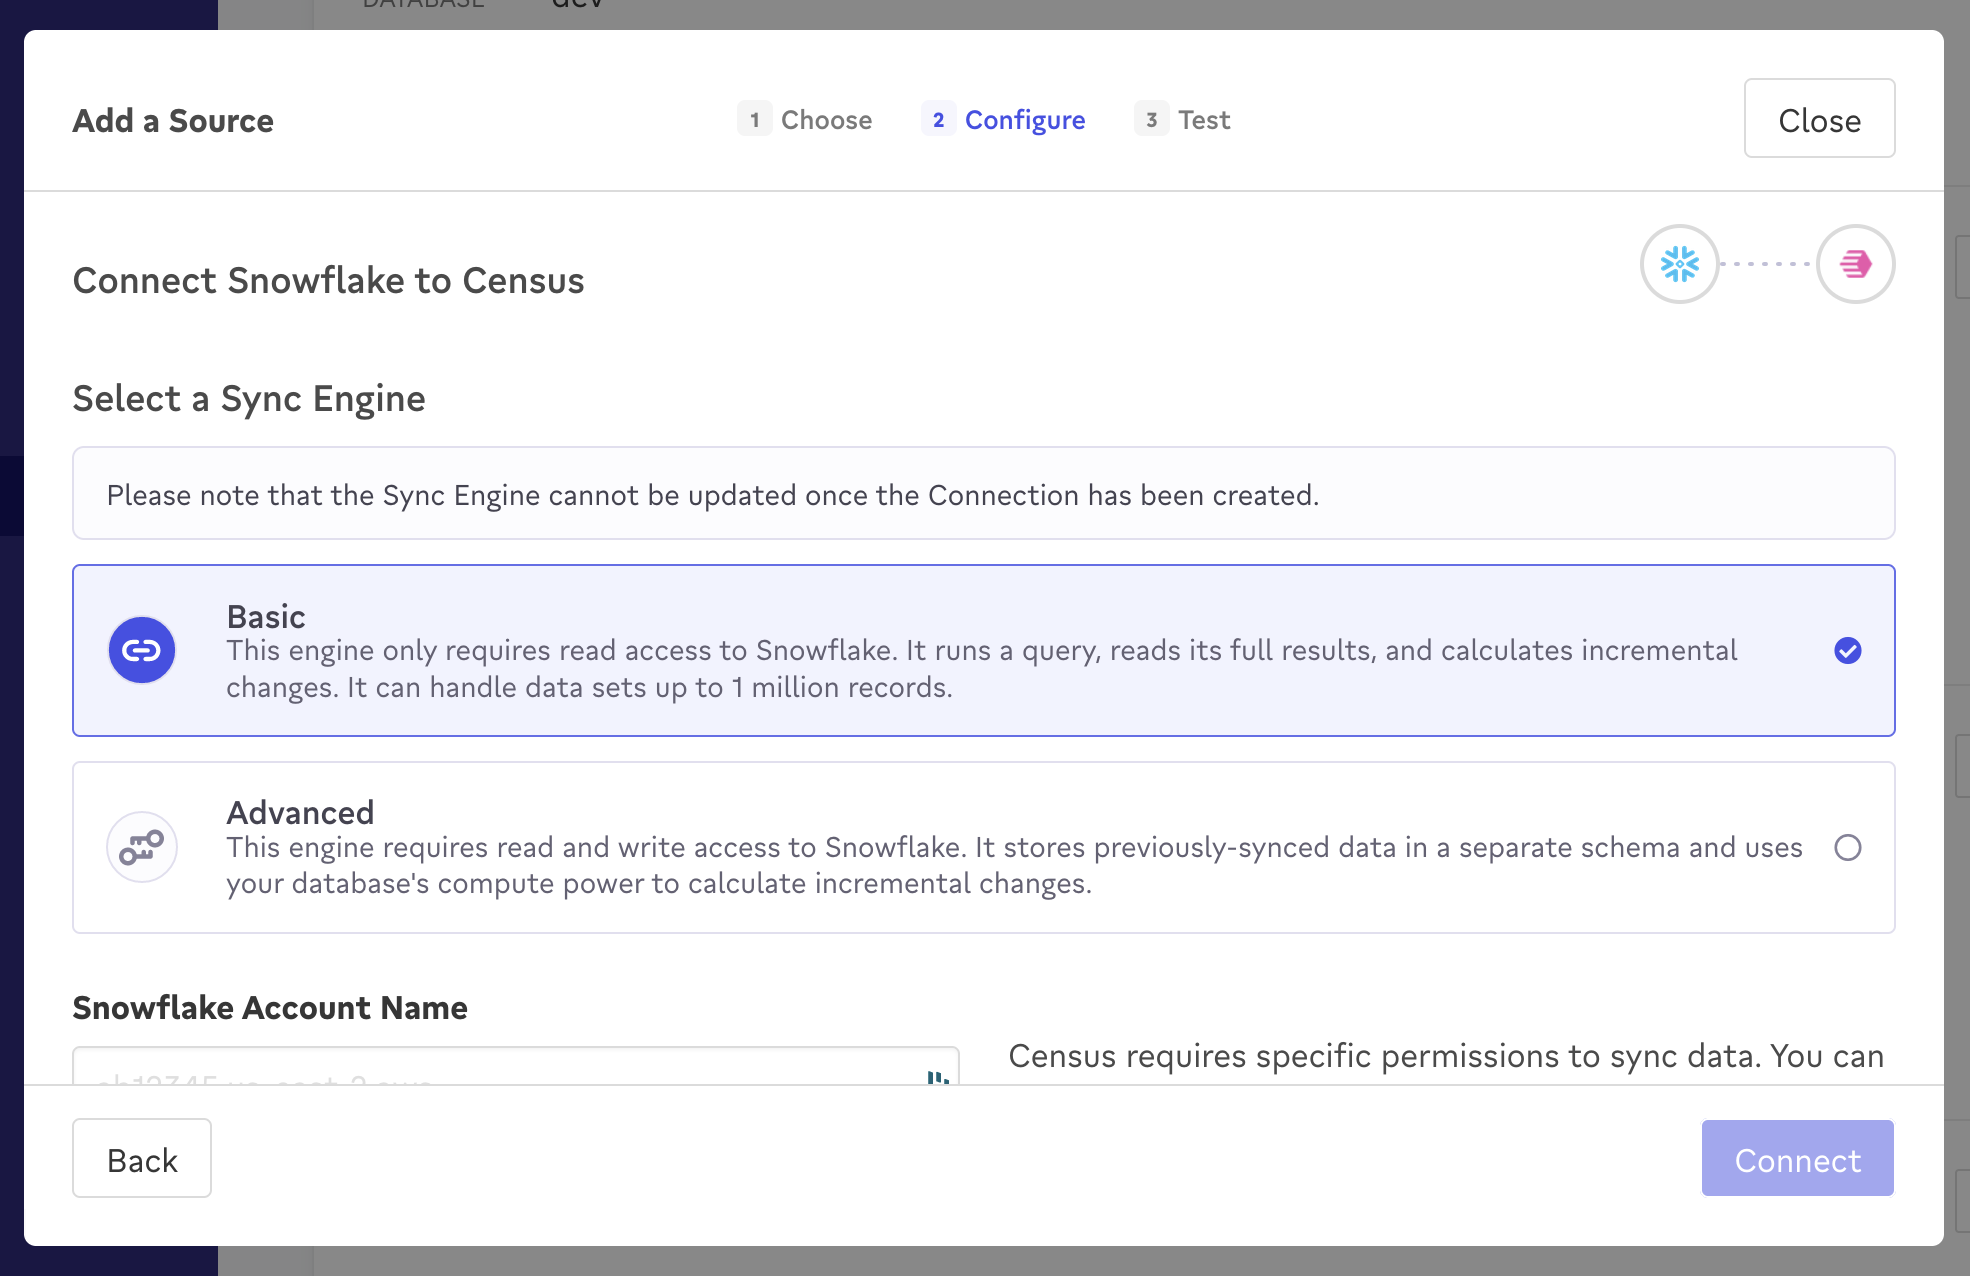 DATABASE dev
Add a Source
1 Choose 2 Configure 3 Test
Close
Connect Snowflake to Census
Select a Sync Engine
Please note that the Sync Engine cannot be updated once the Connection has been created.
Basic
This engine only requires read access to Snowflake. It runs a query, reads its full results, and calculates incremental
changes. It can handle data sets up to 1 million records.
Advanced
This engine requires read and write access to Snowflake. It stores previously-synced data in a separate schema and uses
your database's compute power to calculate incremental changes.
Snowflake Account Name
Census requires specific permissions to sync data. You can
Back
Connect